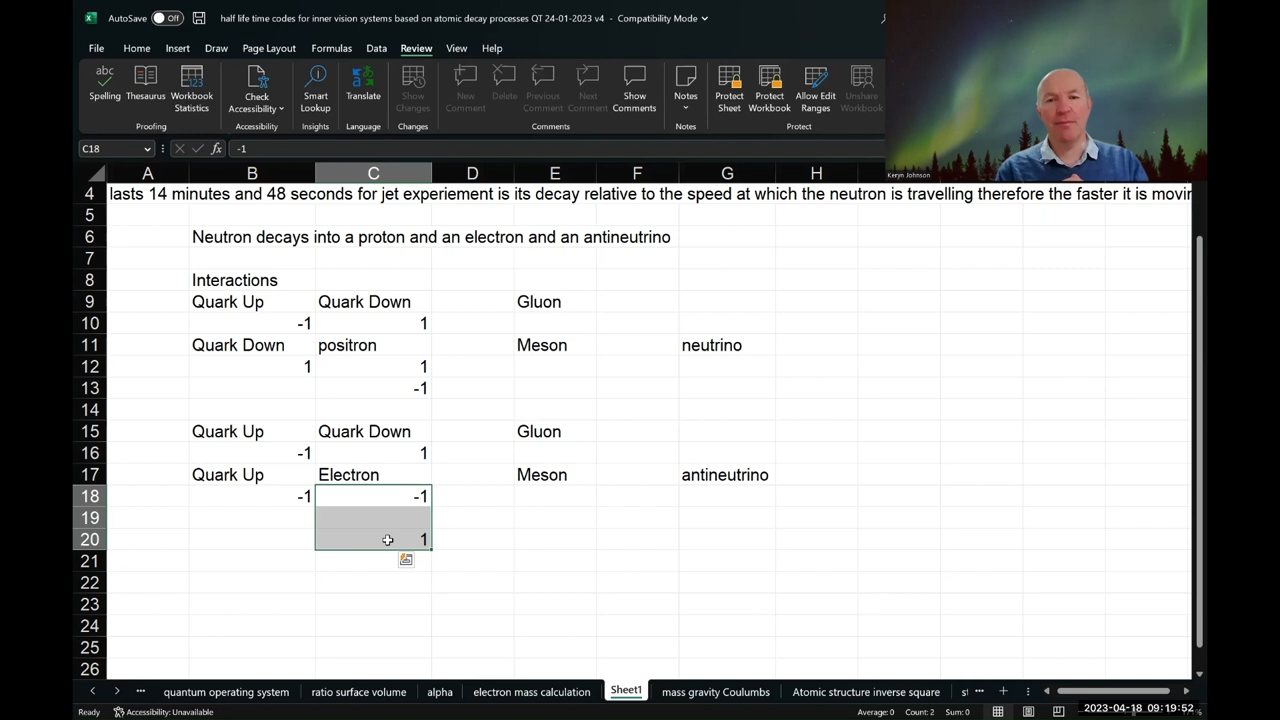 AutoSave Off half life time codes for inner vision systems based on atomic decay processes QT 24-01-2023 v4 - Compatibility Mode
File Home Insert Draw Page Layout Formulas Data Review View Help
Spelling Thesaurus Workbook Statistics Check Accessibility Smart Lookup Translate Show Changes New Comment Delete Previous Comment Next Comment Show Comments Notes Protect Sheet Protect Workbook Allow Edit Ranges Unshare Workbook
Proofing Accessibility Insights Language Changes Comments Notes Protect
Keryn Johnson
C18 fx -1
A B C D E F G H
4 lasts 14 minutes and 48 seconds for jet experiement is its decay relative to the speed at which the neutron is travelling therefore the faster it is movin
5
6 Neutron decays into a proton and an electron and an antineutrino
7
8 Interactions
9 Quark Up Quark Down Gluon
10 -1 1
11 Quark Down positron Meson neutrino
12 1 1
13 -1
14
15 Quark Up Quark Down Gluon
16 -1 1
17 Quark Up Electron Meson antineutrino
18 -1 -1
19
20 1
21
22
23
24
25
26
quantum operating system ratio surface volume alpha electron mass calculation Sheet1 mass gravity Coulumbs Atomic structure inverse square
Ready Accessibility: Unavailable Average: 0 Count: 2 Sum: 0 2023-04-18 09:19:52